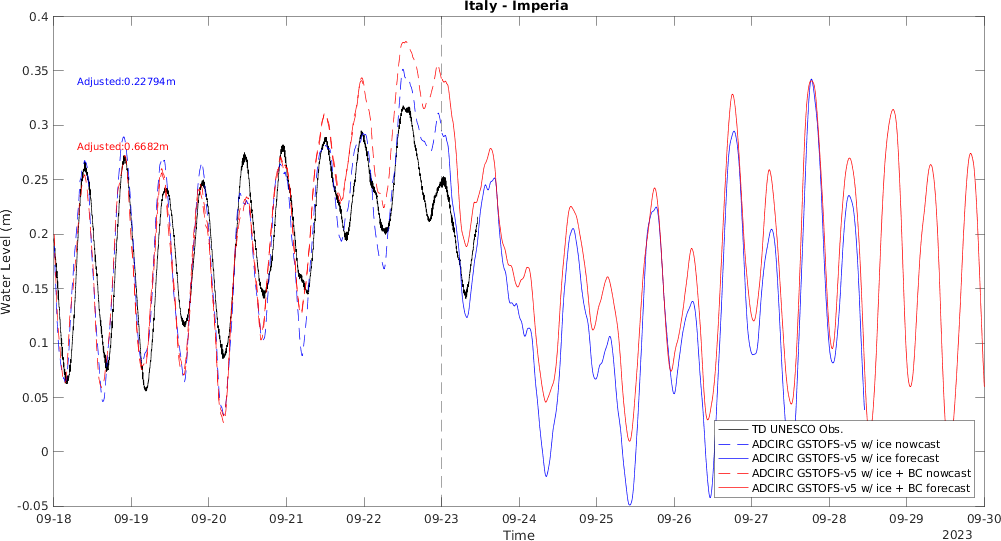 Italy - Imperia
0.4
0.35
0.3
0.25
0.2
0.15
0.1
0.05
0
-0.05
Water Level (m)
Adjusted:0.22794m
Adjusted:0.6682m
TD UNESCO Obs.
ADCIRC GSTOFS-v5 w/ ice nowcast
ADCIRC GSTOFS-v5 w/ ice forecast
ADCIRC GSTOFS-v5 w/ ice + BC nowcast
ADCIRC GSTOFS-v5 w/ ice + BC forecast
09-18 09-19 09-20 09-21 09-22 09-23 09-24 09-25 09-26 09-27 09-28 09-29 09-30
Time
2023